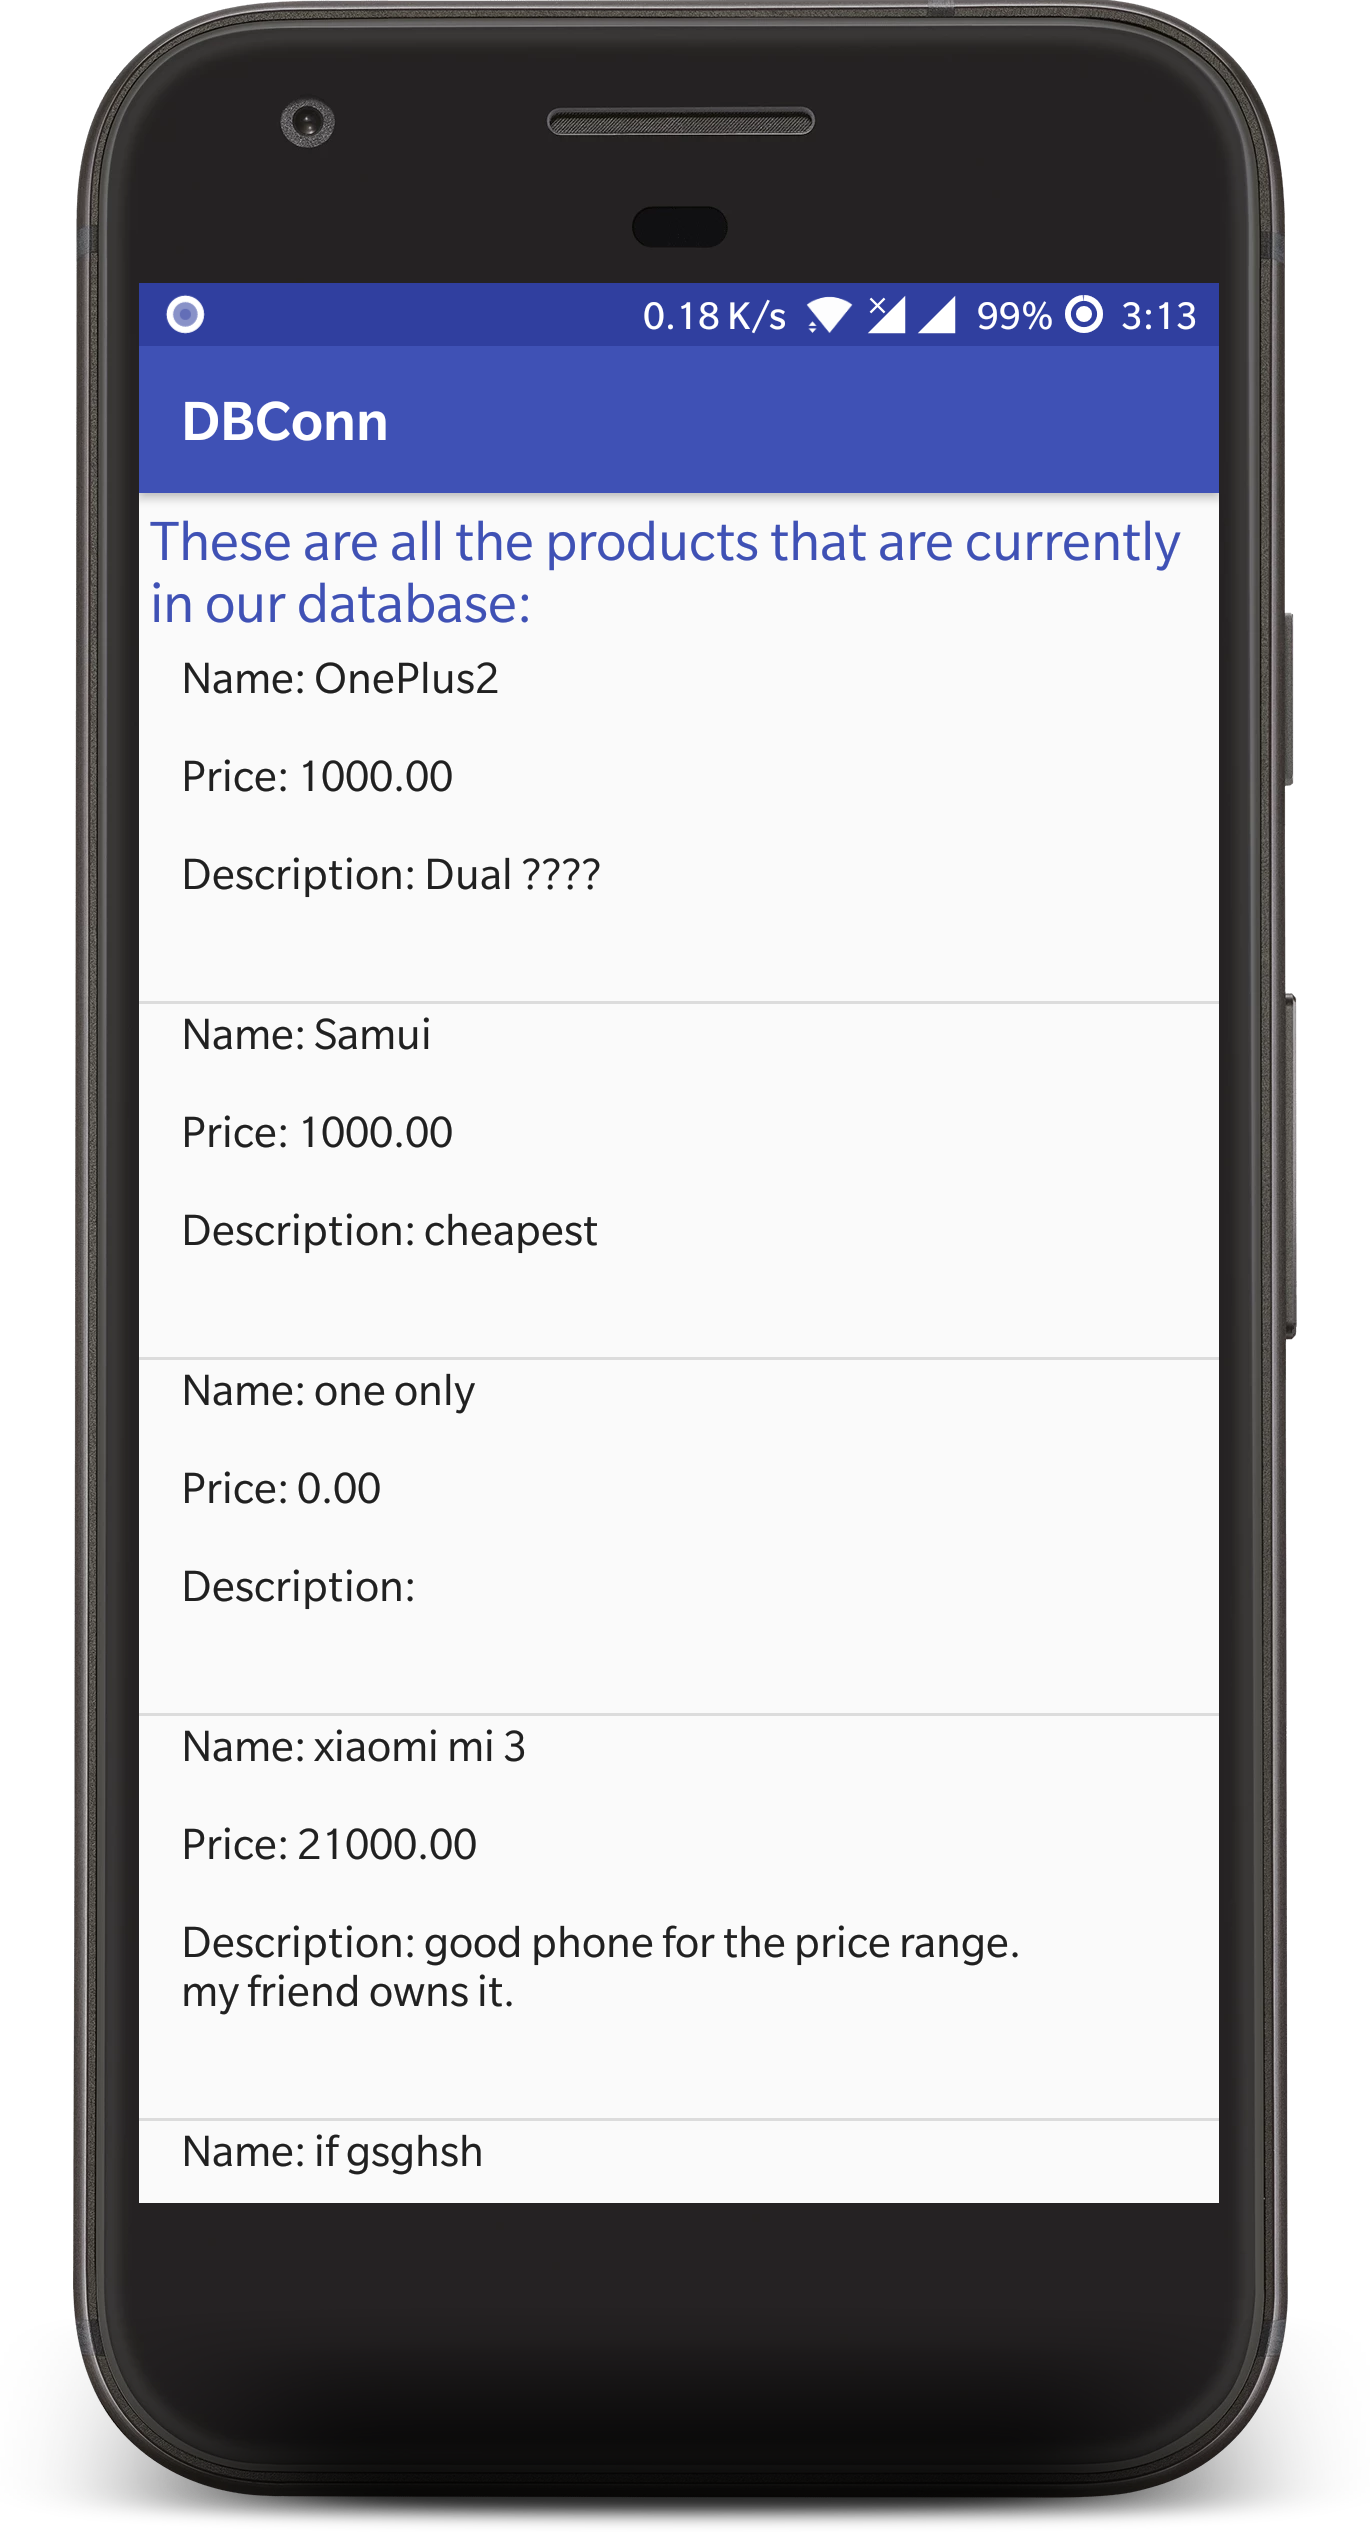 0.18 K/s 99% 3:13
DBConn
These are all the products that are currently
in our database:
Name: OnePlus2
Price: 1000.00
Description: Dual ????
Name: Samui
Price: 1000.00
Description: cheapest
Name: one only
Price: 0.00
Description:
Name: xiaomi mi 3
Price: 21000.00
Description: good phone for the price range.
my friend owns it.
Name: if gsghsh